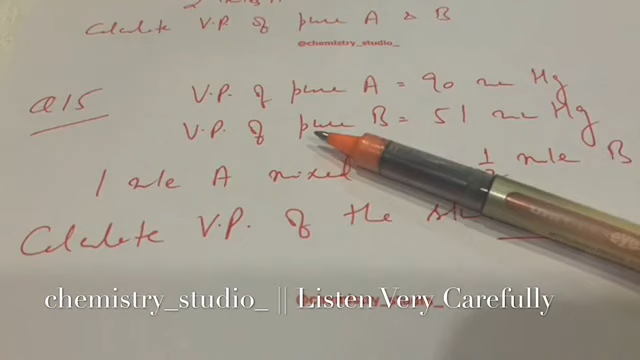 Calculate V.P. of pure A & B
@chemistry_studio_
Q15
V.P. of pure A = 90 mm Hg
V.P. of pure B = 51 mm Hg
1 mole A mixed 1/2 mole B
Calculate V.P. of the
chemistry_studio_ || Listen Very Carefully